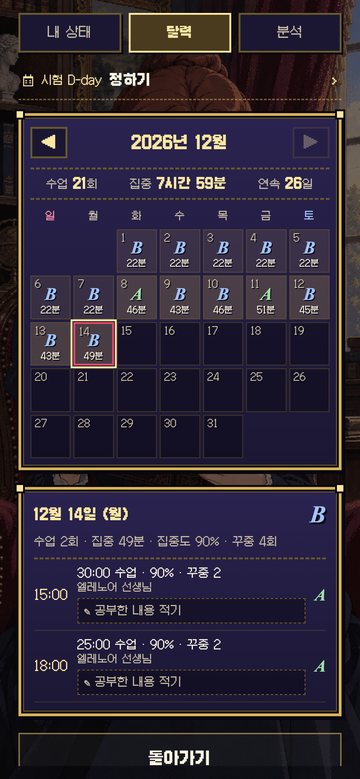 내 상태 달력 분석
시험 D-day 정하기 >
◀ 2026년 12월 ▶
수업 21회 집중 7시간 59분 연속 26일
일 월 화 수 목 금 토
1 2 3 4 5
B B B B B
22분 22분 22분 22분 22분
6 7 8 9 10 11 12
B B A B B A B
22분 22분 46분 43분 46분 51분 45분
13 14 15 16 17 18 19
B B
43분 49분
20 21 22 23 24 25 26
27 28 29 30 31
12월 14일 (월) B
수업 2회 · 집중 49분 · 집중도 90% · 꾸중 4회
30:00 수업 · 90% · 꾸중 2
15:00 엘레노어 선생님 A
✎ 공부한 내용 적기
25:00 수업 · 90% · 꾸중 2
18:00 엘레노어 선생님 A
✎ 공부한 내용 적기
돌아가기